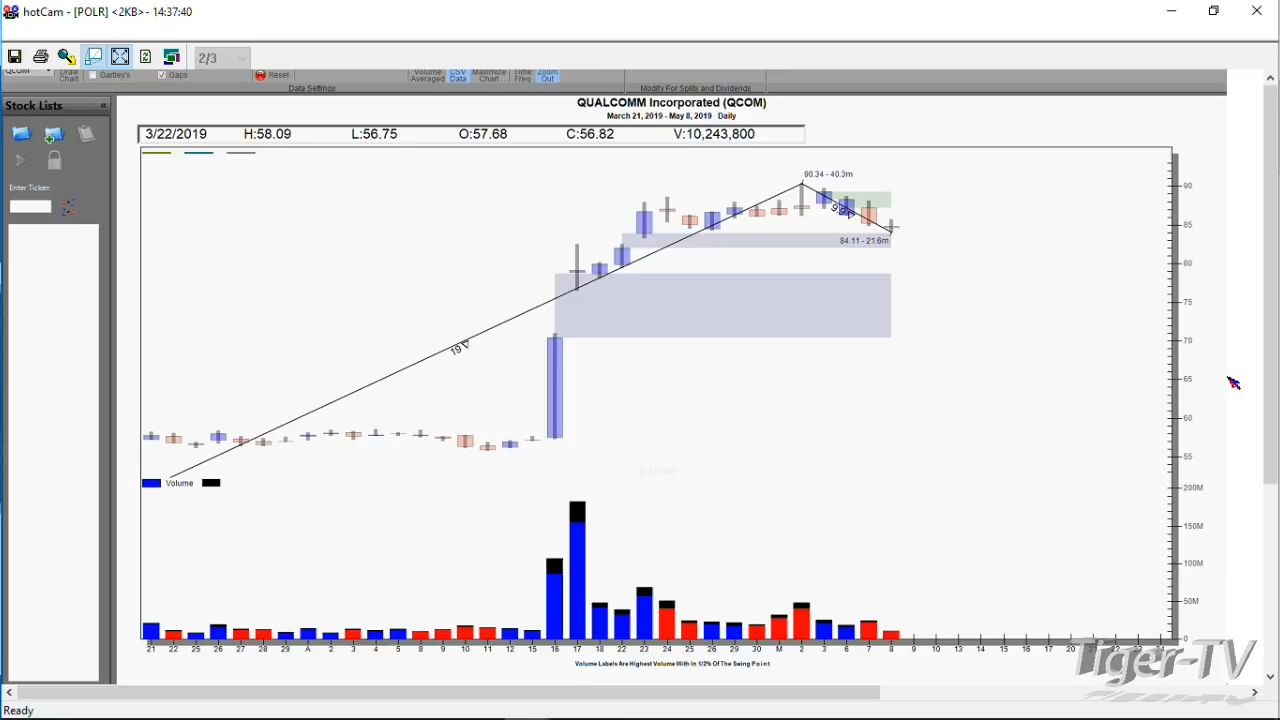 hotCam - [POLR] <2KB> - 14:37:40
2/3
QCOM
Draw Chart
Gartley's
Gaps
Reset
Volume Averaged
CSV Data
Maximize Chart
Time Freq
Zoom Out
Data Settings
Modify For Splits and Dividends
Stock Lists
Enter Ticker:
QUALCOMM Incorporated (QCOM)
March 21, 2019 - May 8, 2019 Daily
3/22/2019 H:58.09 L:56.75 O:57.68 C:56.82 V:10,243,800
90.34 - 40.3m
84.11 - 21.6m
19
90
85
80
75
70
65
60
55
Volume
200M
150M
100M
50M
0
21 22 25 26 27 28 29 A 2 3 4 5 8 9 10 11 12 15 16 17 18 22 23 24 25 26 29 30 M 2 3 6 7 8 9 10 13 14 15 16 17 20
Volume Labels Are Highest Volume With In 1/2% Of The Swing Point
Tiger-TV
Ready